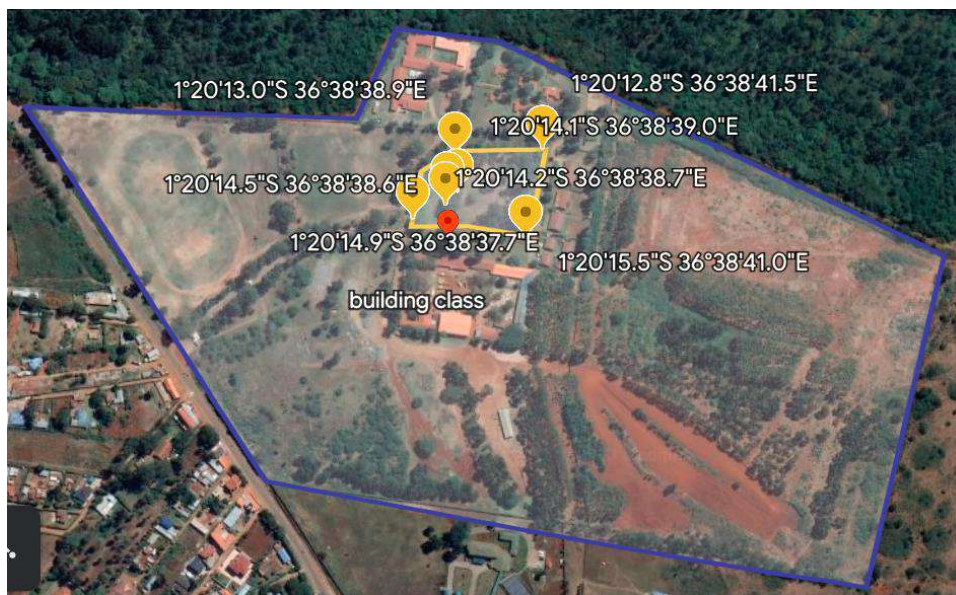 1°20'13.0"S 36°38'38.9"E
1°20'12.8"S 36°38'41.5"E
1°20'14.1"S 36°38'39.0"E
1°20'14.5"S 36°38'38.6"E
1°20'14.2"S 36°38'38.7"E
1°20'14.9"S 36°38'37.7"E
1°20'15.5"S 36°38'41.0"E
building class